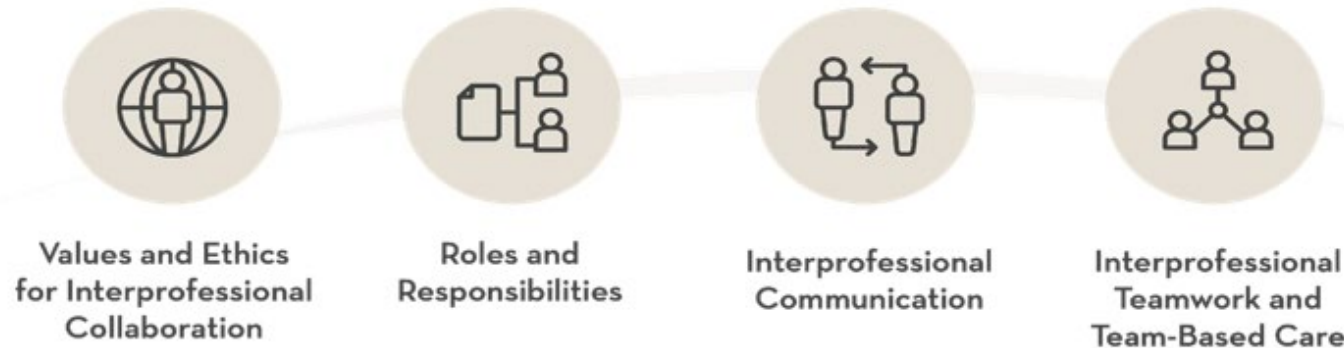 Values and Ethics
for Interprofessional
Collaboration
Roles and
Responsibilities
Interprofessional
Communication
Interprofessional
Teamwork and
Team-Based Care